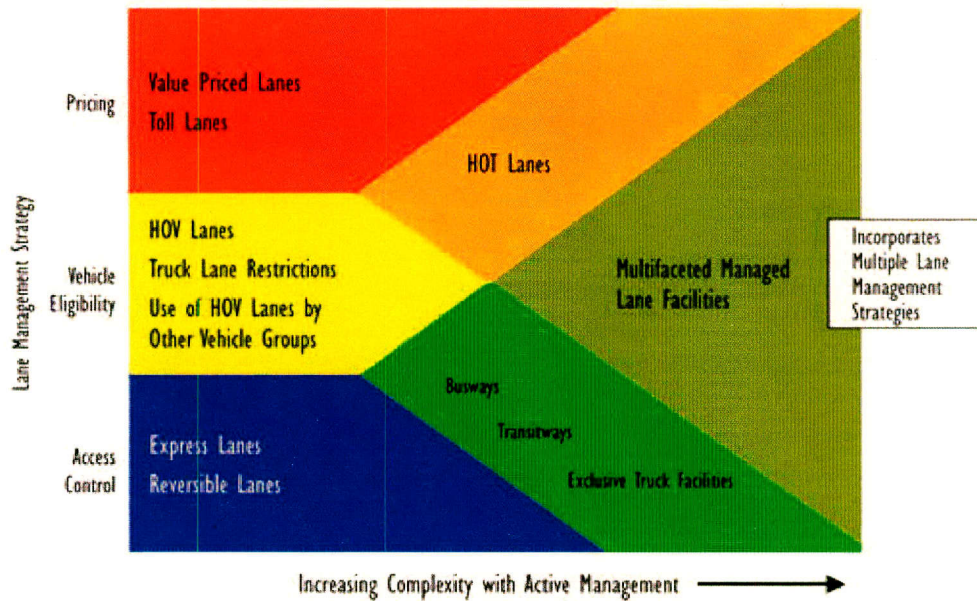 Lane Management Strategy
Pricing
Value Priced Lanes
Toll Lanes
HOT Lanes
Vehicle
Eligibility
HOV Lanes
Truck Lane Restrictions
Use of HOV Lanes by
Other Vehicle Groups
Multifaceted Managed
Lane Facilities
Incorporates
Multiple Lane
Management
Strategies
Access
Control
Express Lanes
Reversible Lanes
Busways
Transitways
Exclusive Truck Facilities
Increasing Complexity with Active Management